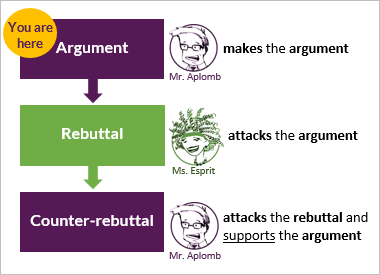 You are
here
Argument
makes the argument
Mr. Aplomb
Rebuttal
attacks the argument
Ms. Esprit
Counter-rebuttal
attacks the rebuttal and
supports the argument
Mr. Aplomb